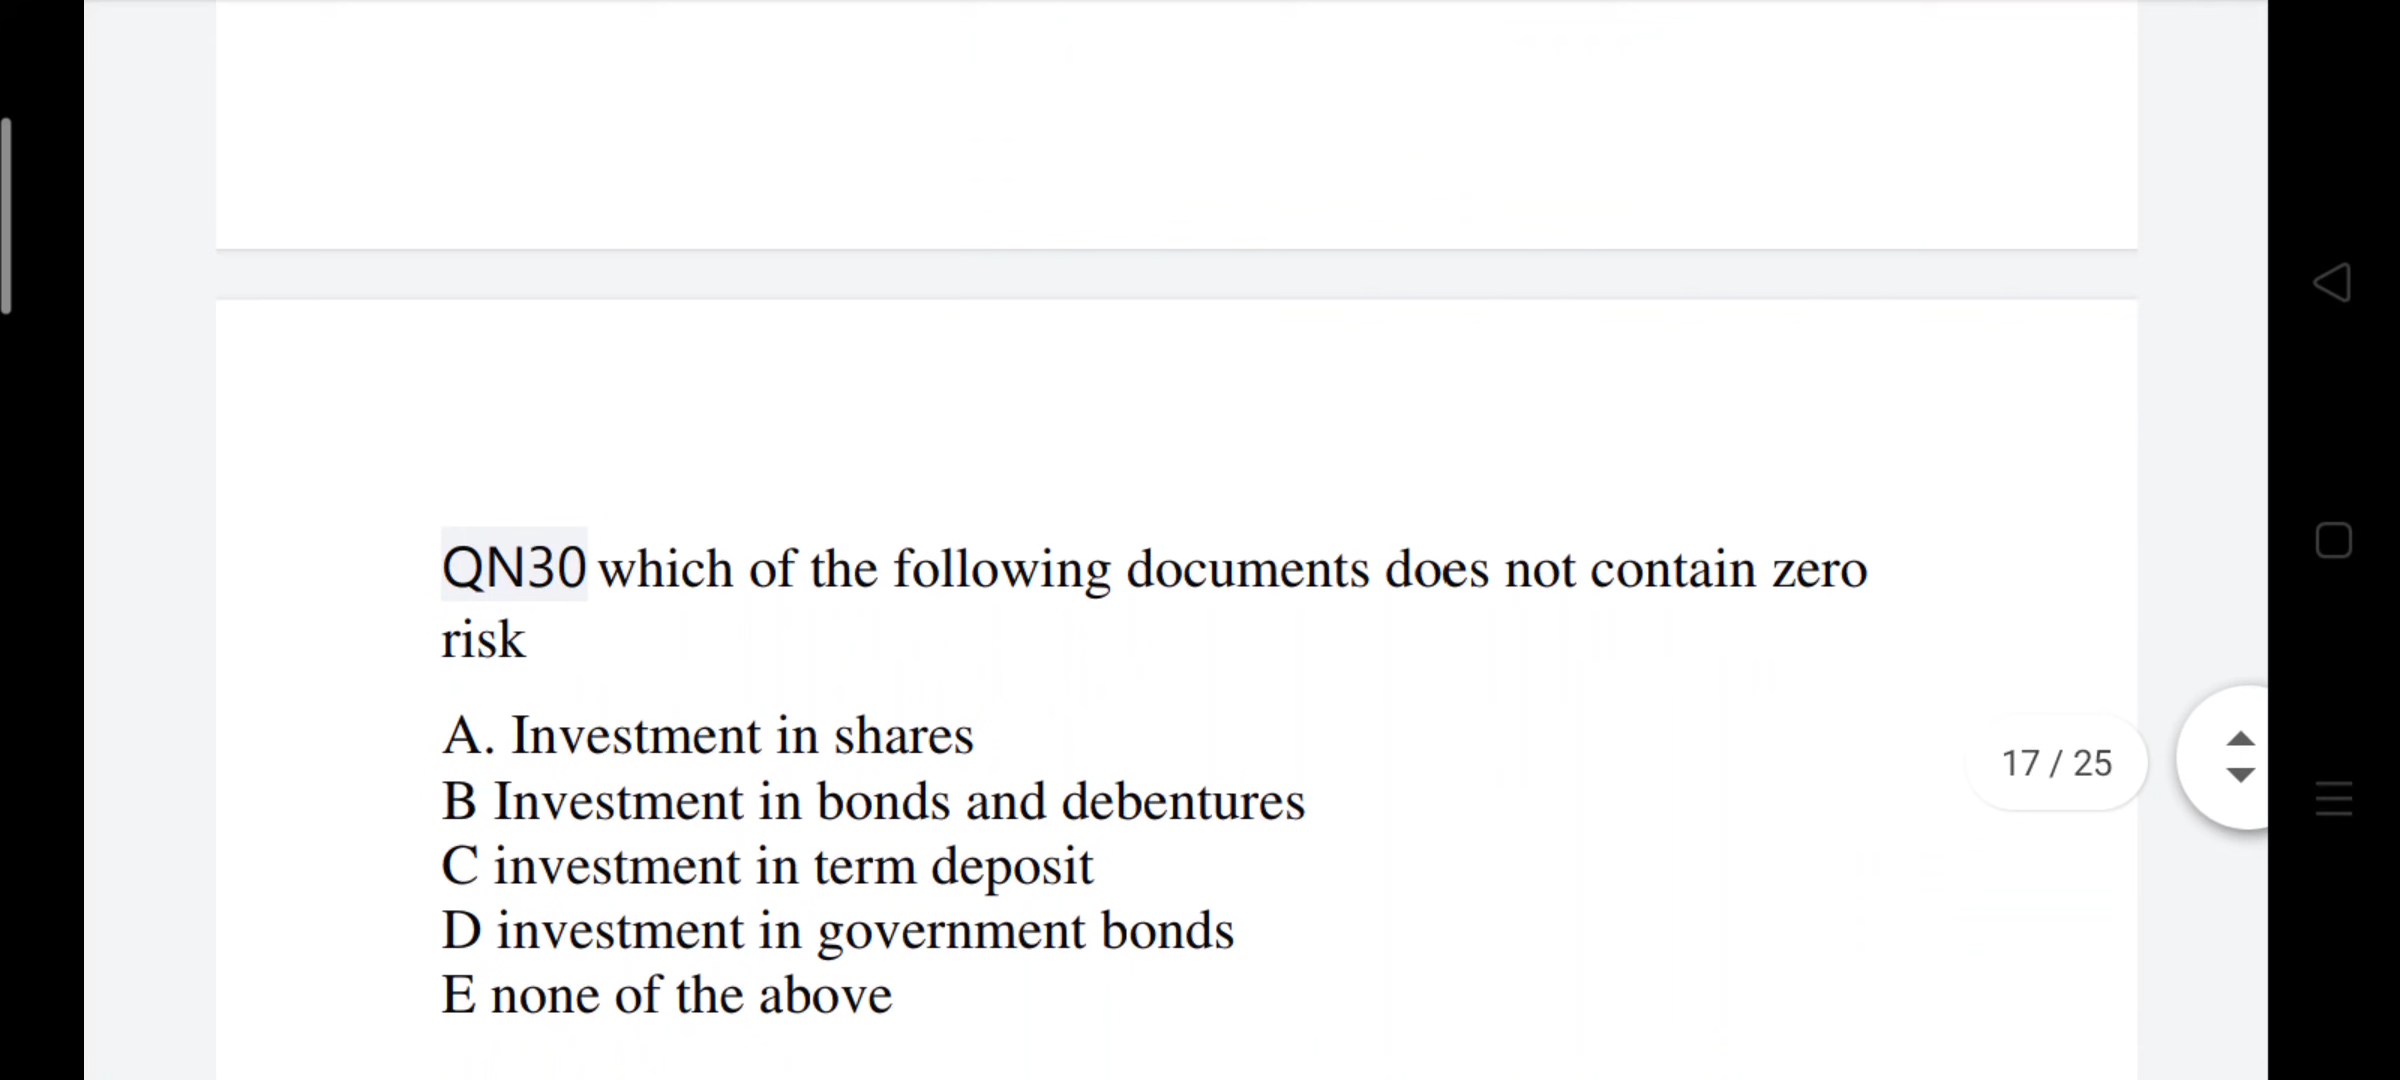 QN30 which of the following documents does not contain zero
risk
A. Investment in shares
B Investment in bonds and debentures
C investment in term deposit
D investment in government bonds
E none of the above
17 / 25